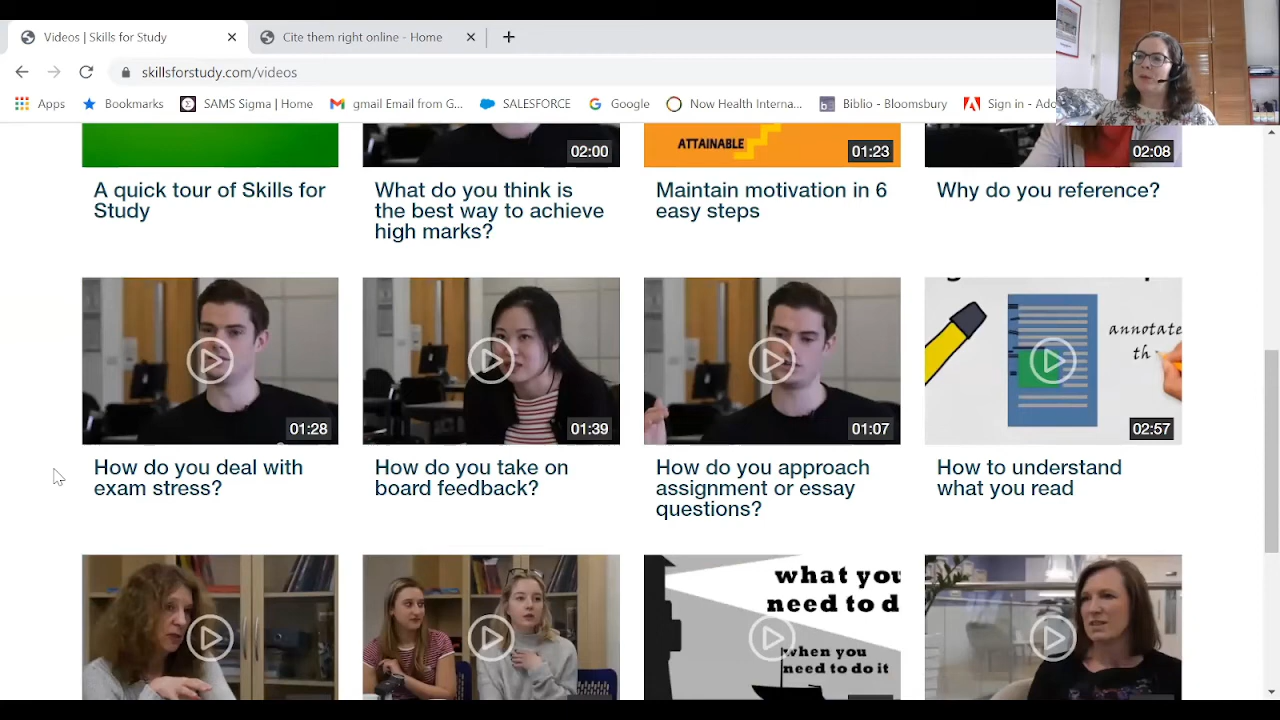 Videos | Skills for Study
Cite them right online - Home
skillsforstudy.com/videos
Apps
Bookmarks
SAMS Sigma | Home
gmail Email from G...
SALESFORCE
Google
Now Health Interna...
Biblio - Bloomsbury
Sign in - Ado
02:00
ATTAINABLE
01:23
02:08
A quick tour of Skills for
Study
What do you think is
the best way to achieve
high marks?
Maintain motivation in 6
easy steps
Why do you reference?
01:28
01:39
01:07
annotate
th
02:57
How do you deal with
exam stress?
How do you take on
board feedback?
How do you approach
assignment or essay
questions?
How to understand
what you read
what you
need to d
when you
need to do it